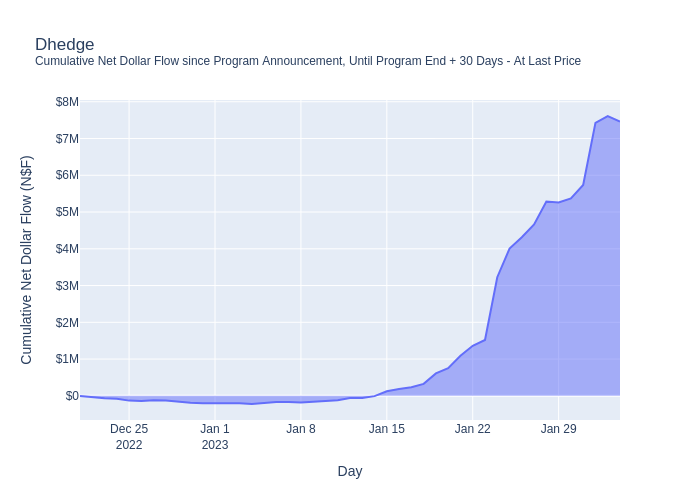 Dhedge
Cumulative Net Dollar Flow since Program Announcement, Until Program End + 30 Days - At Last Price
Cumulative Net Dollar Flow (N$F)
$8M
$7M
$6M
$5M
$4M
$3M
$2M
$1M
$0
Dec 25
2022
Jan 1
2023
Jan 8
Jan 15
Jan 22
Jan 29
Day